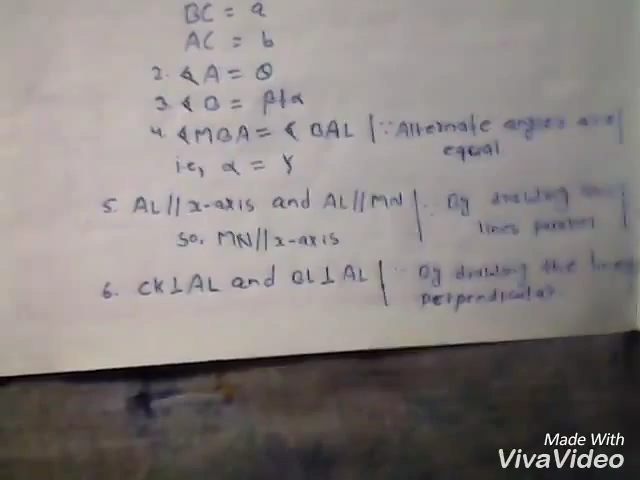 BC = a
AC = b
2. ∢ A = θ
3 ∢ B = β+α
4. ∢MBA = ∢ BAL | ∵ Alternate angles are equal
i.e, α = γ
5. AL // x-axis and AL // MN | ∵ By drawing lines parallel
so, MN // x-axis
6. CK⊥AL and BL⊥AL | ∵ By drawing the lines perpendicular
Made With
VivaVideo